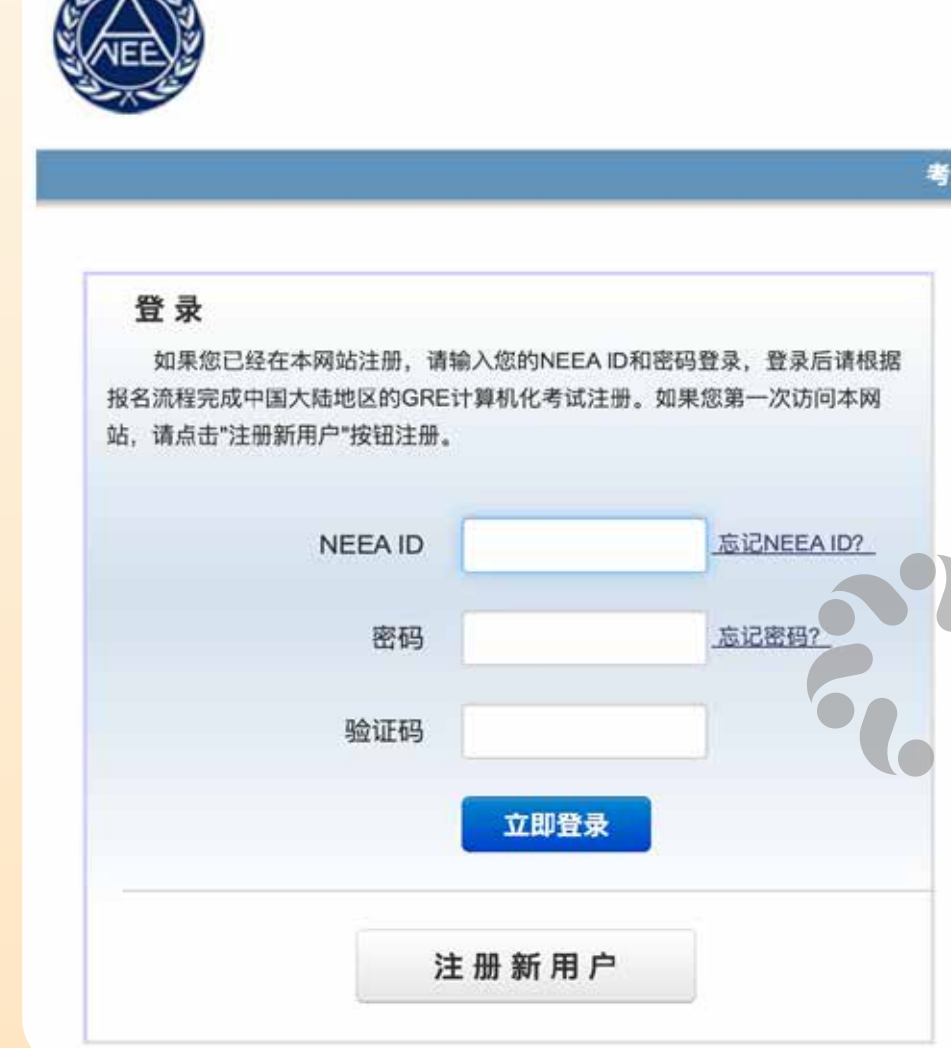 NEE
考
登 录
如果您已经在本网站注册，请输入您的NEEA ID和密码登录，登录后请根据
报名流程完成中国大陆地区的GRE计算机化考试注册。如果您第一次访问本网
站，请点击"注册新用户"按钮注册。
NEEA ID
忘记NEEA ID?
密码
忘记密码?
验证码
立即登录
注 册 新 用 户